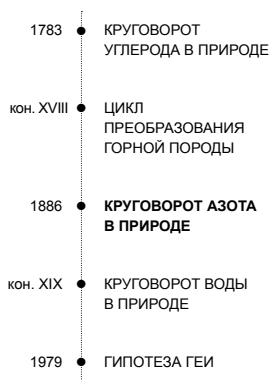 1783 КРУГОВОРОТ
УГЛЕРОДА В ПРИРОДЕ
кон. XVIII ЦИКЛ
ПРЕОБРАЗОВАНИЯ
ГОРНОЙ ПОРОДЫ
1886 КРУГОВОРОТ АЗОТА
В ПРИРОДЕ
кон. XIX КРУГОВОРОТ ВОДЫ
В ПРИРОДЕ
1979 ГИПОТЕЗА ГЕИ